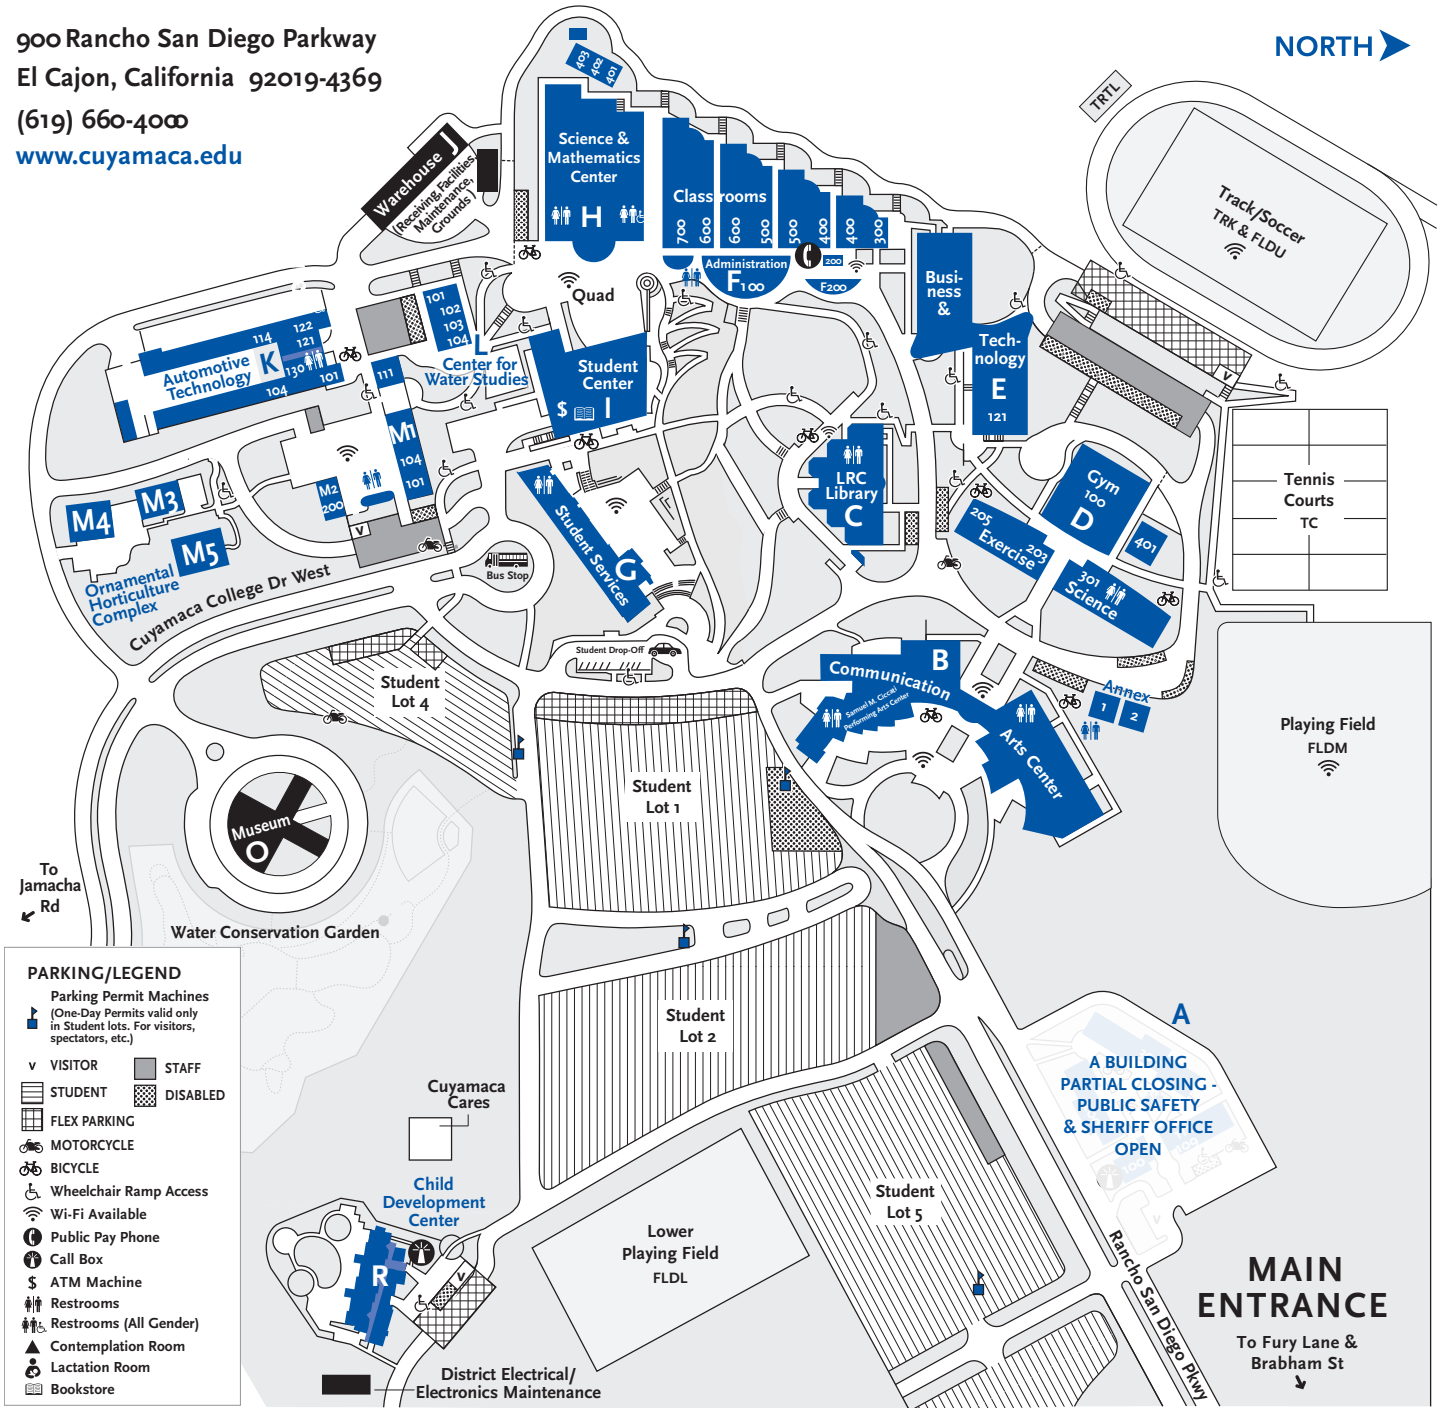 900 Rancho San Diego Parkway
El Cajon, California 92019-4369
(619) 660-4000
www.cuyamaca.edu
NORTH
TRTL
Track/Soccer
TRK & FLDU
403
402
401
Science &
Mathematics
Center
H
Warehouse J
(Receiving, Facilities,
Maintenance,
Grounds)
Classrooms
700
600
600
500
500
400
400
300
Administration
F100
200
F200
Quad
Busi-
ness
&
Tech-
nology
E
121
101
102
103
104
L
Center for
Water Studies
122
114
121
Automotive
Technology
K
130
101
104
111
Student
Center
$ I
M1
104
101
M2
200
V
M3
M4
M5
Ornamental
Horticulture
Complex
Cuyamaca College Dr West
Bus Stop
Student Services
G
LRC
Library
C
Gym
100
D
401
205
203
Exercise
301
Science
V
Tennis
Courts
TC
Student Drop-Off
B
Communication
Samuel M. Ciccati
Performing Arts Center
Arts Center
Annex
1
2
Playing Field
FLDM
Student
Lot 4
Student
Lot 1
Museum
O
To
Jamacha
Rd
Water Conservation Garden
Student
Lot 2
A
A BUILDING
PARTIAL CLOSING -
PUBLIC SAFETY
& SHERIFF OFFICE
OPEN
100
100
V
Cuyamaca
Cares
Child
Development
Center
R
V
Student
Lot 5
Lower
Playing Field
FLDL
Rancho San Diego Pkwy
MAIN
ENTRANCE
To Fury Lane &
Brabham St
District Electrical/
Electronics Maintenance
PARKING/LEGEND
Parking Permit Machines
(One-Day Permits valid only
in Student lots. For visitors,
spectators, etc.)
V VISITOR
STAFF
STUDENT
DISABLED
FLEX PARKING
MOTORCYCLE
BICYCLE
Wheelchair Ramp Access
Wi-Fi Available
Public Pay Phone
Call Box
$ ATM Machine
Restrooms
Restrooms (All Gender)
Contemplation Room
Lactation Room
Bookstore